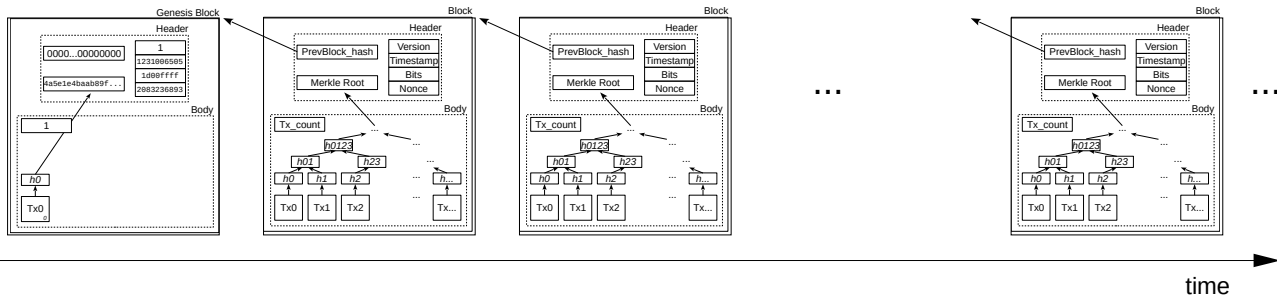 Genesis Block
Header
0000...00000000
1
1231006505
1d00ffff
2083236893
4a5e1e4baab89f...
Body
1
h0
Tx0
0
Block
Header
PrevBlock_hash
Version
Timestamp
Bits
Nonce
Merkle Root
Body
Tx_count
...
h0123
...
h01
h23
...
h0
h1
h2
...
h...
Tx0
Tx1
Tx2
...
Tx...
Block
Header
PrevBlock_hash
Version
Timestamp
Bits
Nonce
Merkle Root
Body
Tx_count
...
h0123
...
h01
h23
...
h0
h1
h2
...
h...
Tx0
Tx1
Tx2
...
Tx...
...
Block
Header
PrevBlock_hash
Version
Timestamp
Bits
Nonce
Merkle Root
Body
Tx_count
...
h0123
...
h01
h23
...
h0
h1
h2
...
h...
Tx0
Tx1
Tx2
...
Tx...
...
time